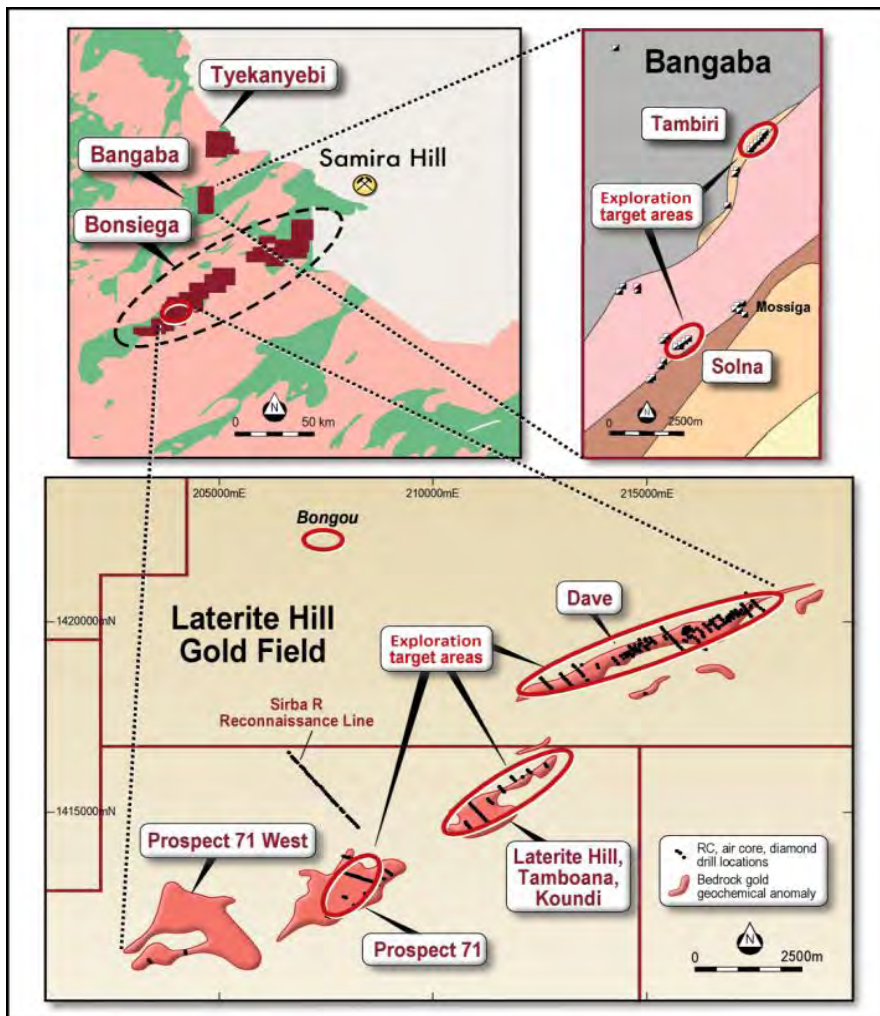 Tyekanyebi
Bangaba
Samira Hill
Bonsiega
N
0 50 km
Bangaba
Tambiri
Exploration
target areas
Mossiga
Solna
N
0 2500m
205000mE 210000mE 215000mE
Bongou
1420000mN
Laterite Hill
Gold Field
Dave
Exploration
target areas
Sirba R
Reconnaissance Line
1415000mN
Prospect 71 West
Laterite Hill,
Tamboana,
Koundi
Prospect 71
RC, air core, diamond
drill locations
Bedrock gold
geochemical anomaly
N
0 2500m